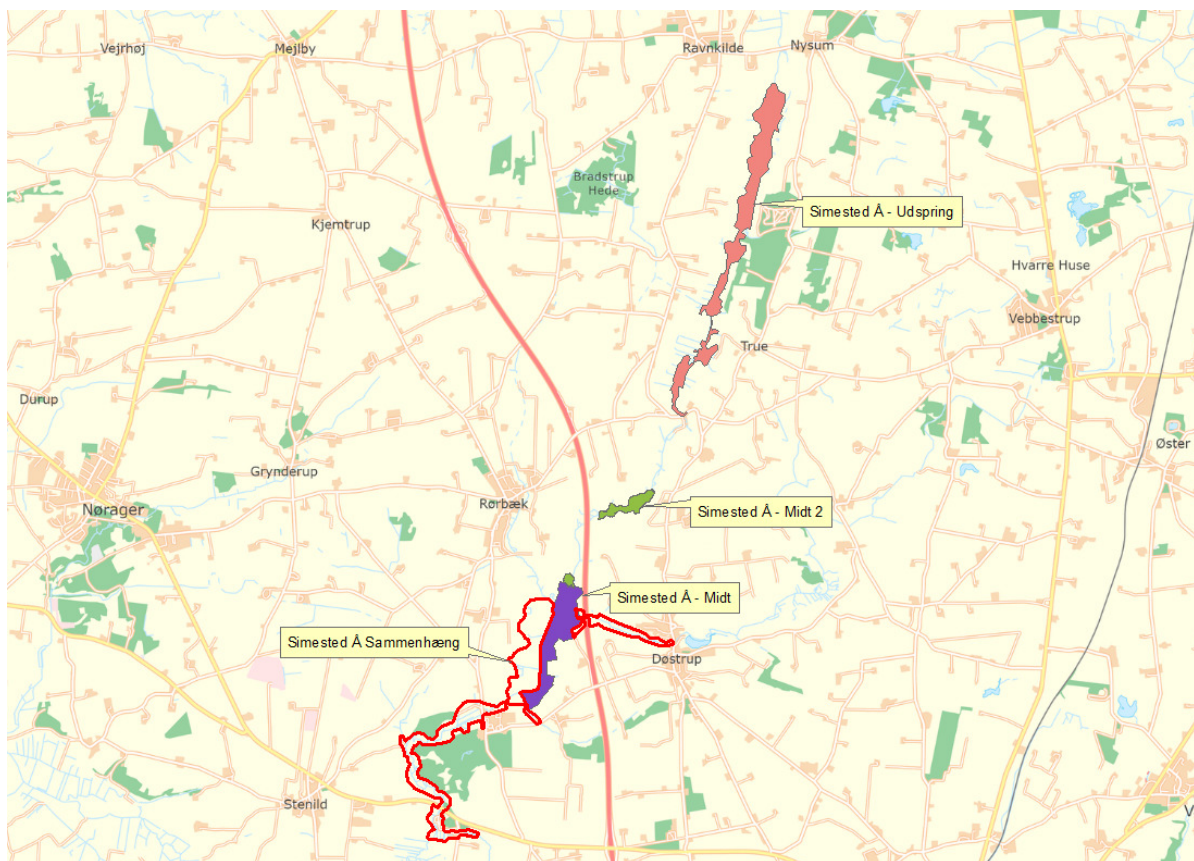 Vejrhøj
Mejlby
Ravnkilde
Nysum
Bradstrup
Hede
Simested Å - Udspring
Kjemtrup
Hvarre Huse
Vebbestrup
True
Durup
Grynderup
Øster
Rørbæk
Nørager
Simested Å - Midt 2
Simested Å - Midt
Simested Å Sammenhæng
Døstrup
Stenild
V